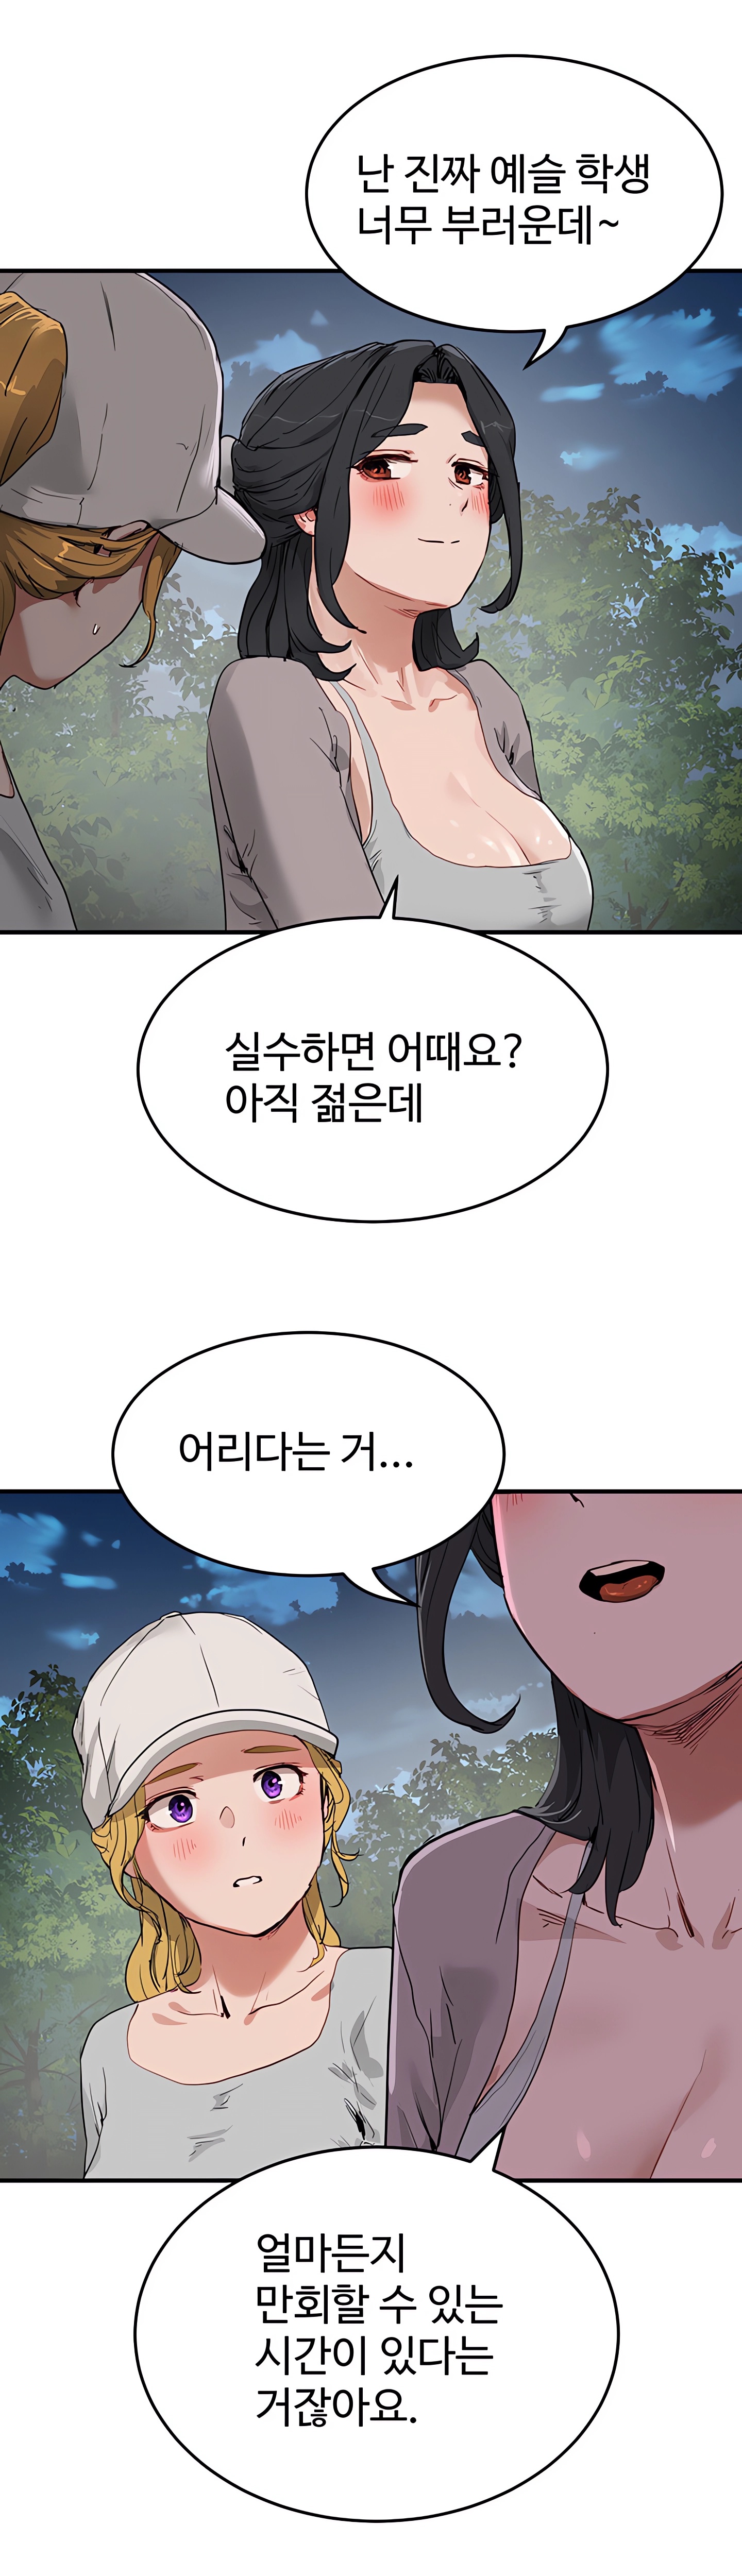 난 진짜 예슬 학생
너무 부러운데~
실수하면 어때요?
아직 젊은데
어리다는 거...
얼마든지
만회할 수 있는
시간이 있다는
거잖아요.